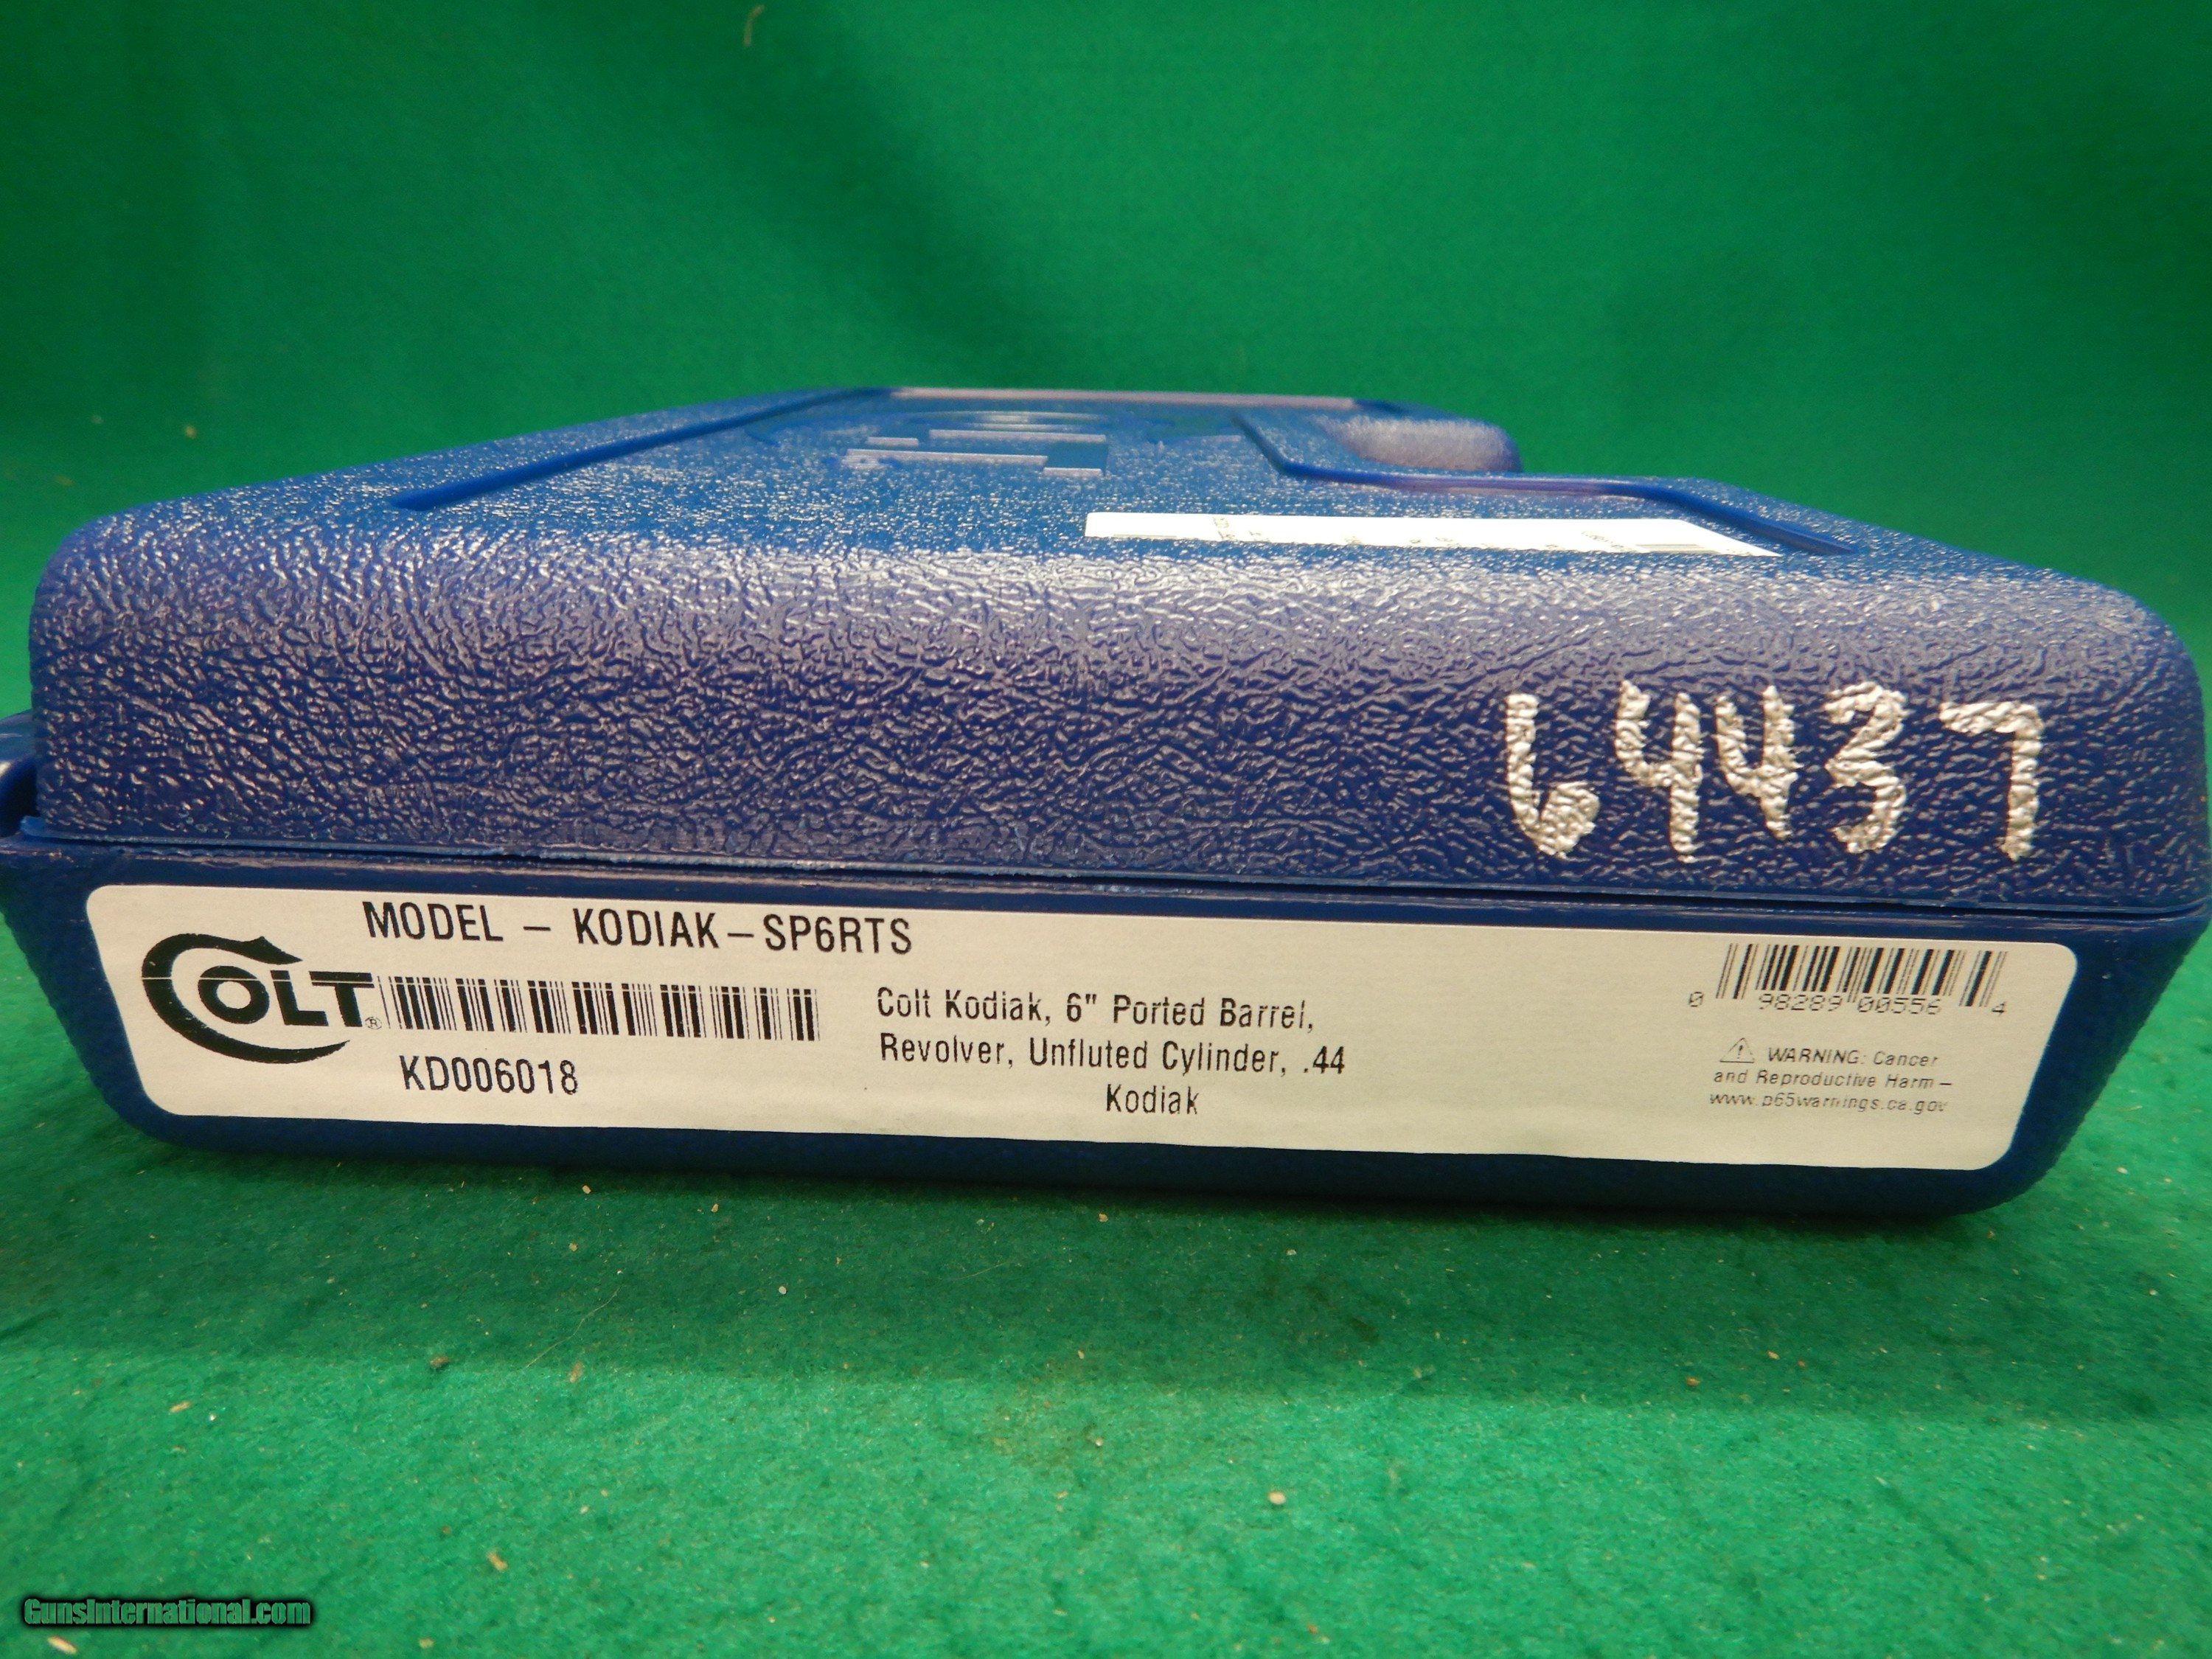 64437
MODEL – KODIAK–SP6RTS
COLT®
KD006018
Colt Kodiak, 6" Ported Barrel,
Revolver, Unfluted Cylinder, .44
Kodiak
0 98289 00556 4
⚠ WARNING: Cancer
and Reproductive Harm –
www.p65warnings.ca.gov
GunsInternational.com